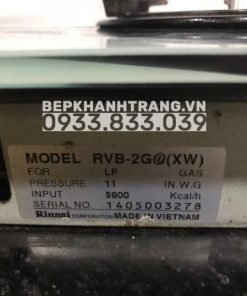 BEPKHANHTRANG.VN
0933.833.039
MODEL RVB-2G(XW)
FOR LP GAS
PRESSURE 11 IN.W.G
INPUT 5900 Kcal/h
SERIAL NO. 1405003278
Rinnai CORPORATION MADE IN VIETNAM